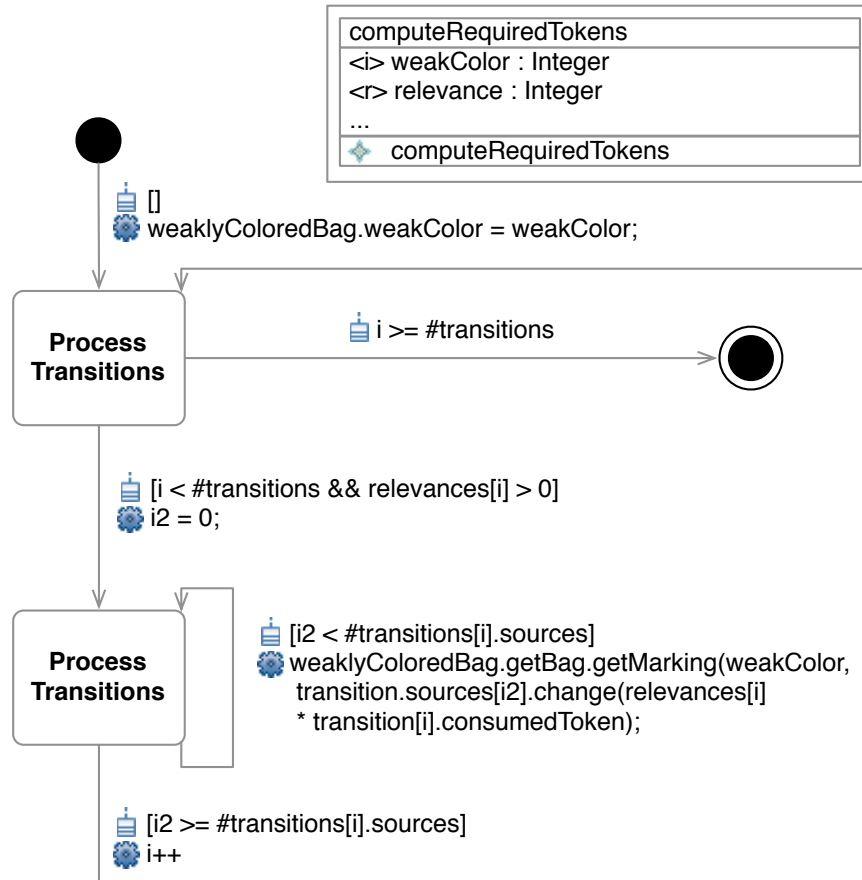 computeRequiredTokens
<i> weakColor : Integer
<r> relevance : Integer
...
computeRequiredTokens
[]
weaklyColoredBag.weakColor = weakColor;
Process
Transitions
i >= #transitions
[i < #transitions && relevances[i] > 0]
i2 = 0;
Process
Transitions
[i2 < #transitions[i].sources]
weaklyColoredBag.getBag.getMarking(weakColor,
transition.sources[i2].change(relevances[i]
* transition[i].consumedToken);
[i2 >= #transitions[i].sources]
i++